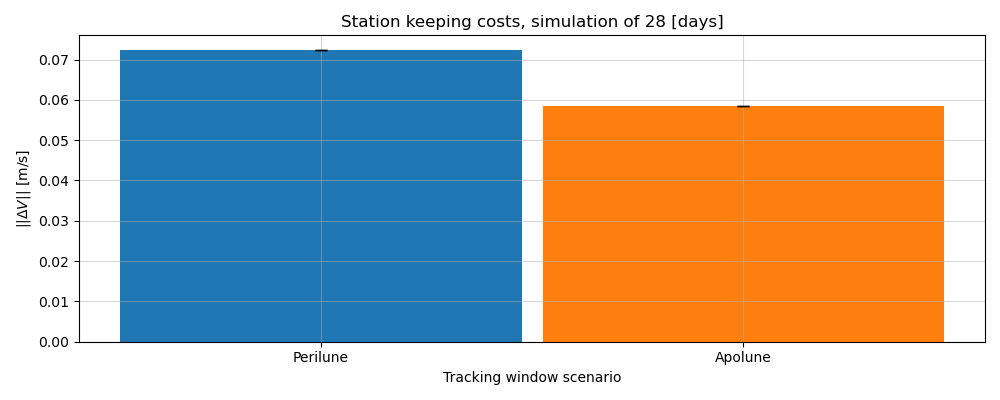 Station keeping costs, simulation of 28 [days]
||ΔV|| [m/s]
0.07
0.06
0.05
0.04
0.03
0.02
0.01
0.00
Perilune Apolune
Tracking window scenario